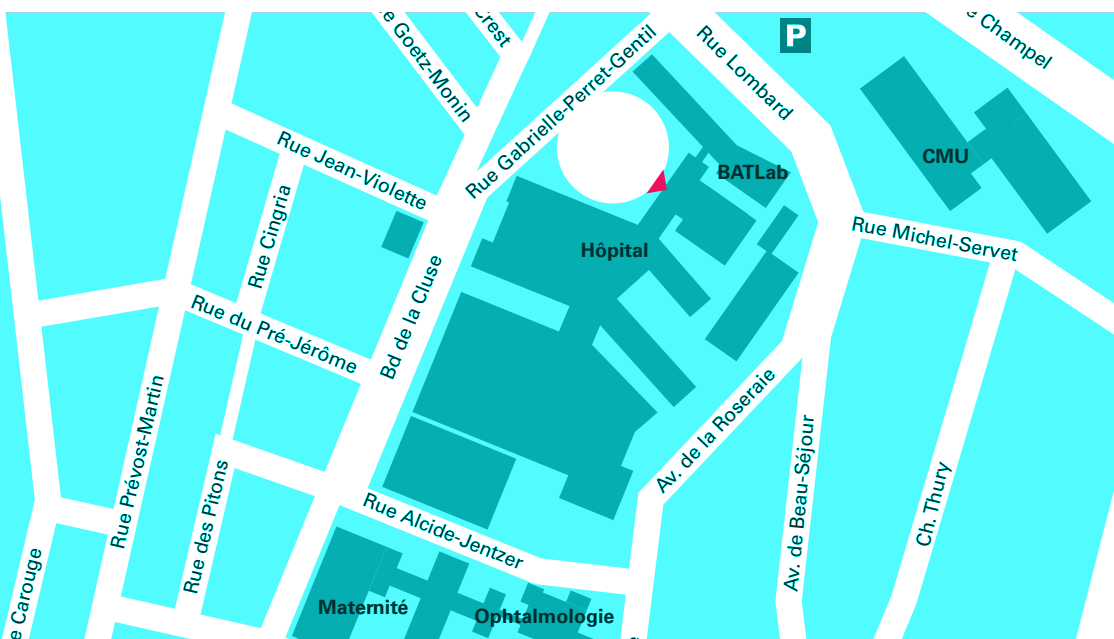 e Goetz-Monin
Crest
Rue Gabrielle-Perret-Gentil
Rue Lombard
P
e Champel
Rue Jean-Violette
Rue Cingria
BATLab
CMU
Hôpital
Rue Michel-Servet
Bd de la Cluse
Rue du Pré-Jérôme
Rue Prévost-Martin
Av. de la Roseraie
Av. de Beau-Séjour
Ch. Thury
Rue des Pitons
Rue Alcide-Jentzer
e Carouge
Maternité
Ophtalmologie